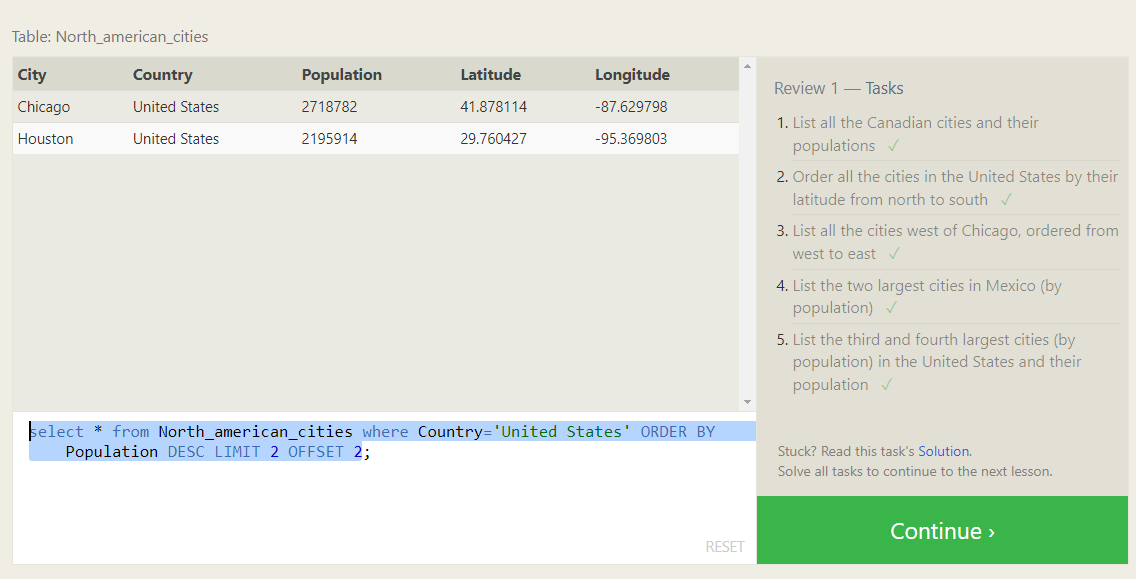 Table: North_american_cities
City Country Population Latitude Longitude
Chicago United States 2718782 41.878114 -87.629798
Houston United States 2195914 29.760427 -95.369803
select * from North_american_cities where Country='United States' ORDER BY
Population DESC LIMIT 2 OFFSET 2;
RESET
Review 1 — Tasks
1. List all the Canadian cities and their
populations ✓
2. Order all the cities in the United States by their
latitude from north to south ✓
3. List all the cities west of Chicago, ordered from
west to east ✓
4. List the two largest cities in Mexico (by
population) ✓
5. List the third and fourth largest cities (by
population) in the United States and their
population ✓
Stuck? Read this task's Solution.
Solve all tasks to continue to the next lesson.
Continue ›